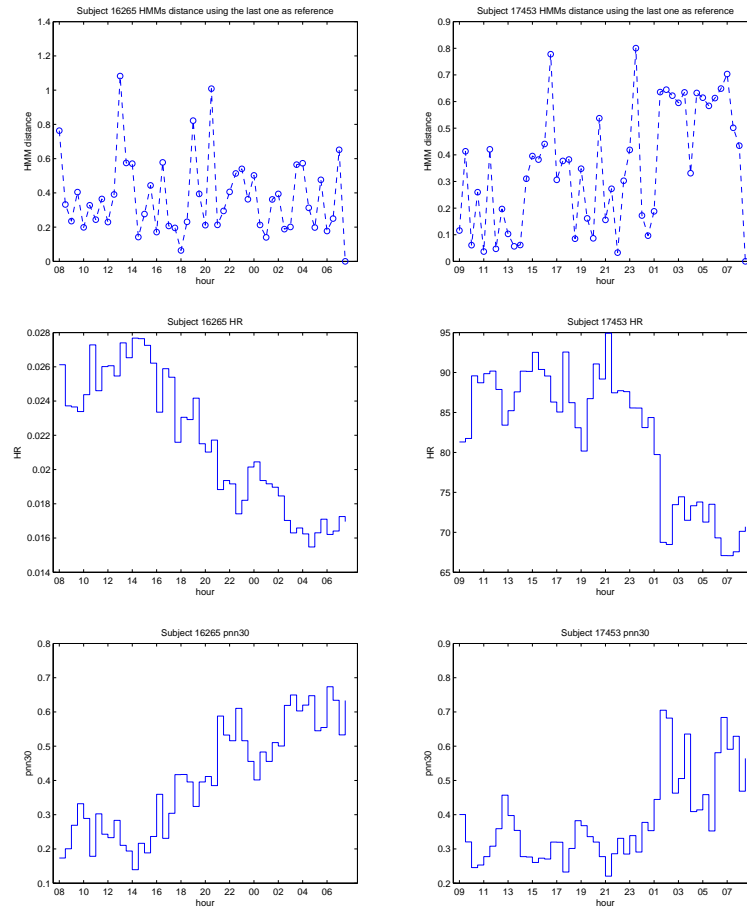 Subject 16265 HMMs distance using the last one as reference
1.4
1.2
1
0.8
0.6
0.4
0.2
0
HMM distance
08 10 12 14 16 18 20 22 00 02 04 06
hour
Subject 17453 HMMs distance using the last one as reference
0.9
0.8
0.7
0.6
0.5
0.4
0.3
0.2
0.1
0
HMM distance
09 11 13 15 17 19 21 23 01 03 05 07
hour
Subject 16265 HR
0.028
0.026
0.024
0.022
0.02
0.018
0.016
0.014
HR
08 10 12 14 16 18 20 22 00 02 04 06
hour
Subject 17453 HR
95
90
85
80
75
70
65
HR
09 11 13 15 17 19 21 23 01 03 05 07
hour
Subject 16265 pnn30
0.8
0.7
0.6
0.5
0.4
0.3
0.2
0.1
pnn30
08 10 12 14 16 18 20 22 00 02 04 06
hour
Subject 17453 pnn30
0.9
0.8
0.7
0.6
0.5
0.4
0.3
0.2
pnn30
09 11 13 15 17 19 21 23 01 03 05 07
hour